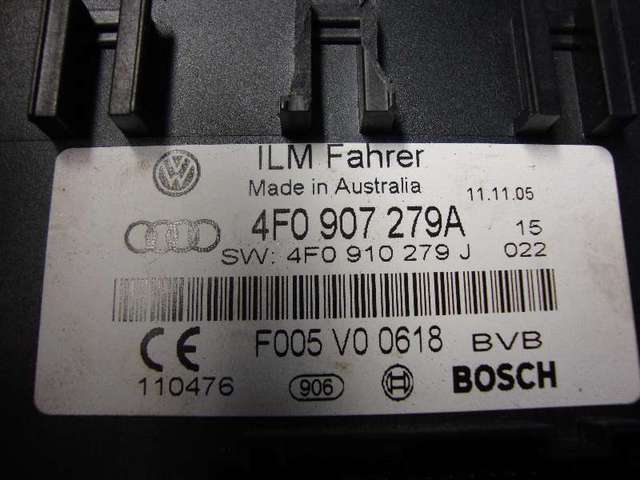 ILM Fahrer
Made in Australia 11.11.05
4F0 907 279A 15
SW: 4F0 910 279 J 022
CE F005 V0 0618 BVB
110476 906 BOSCH